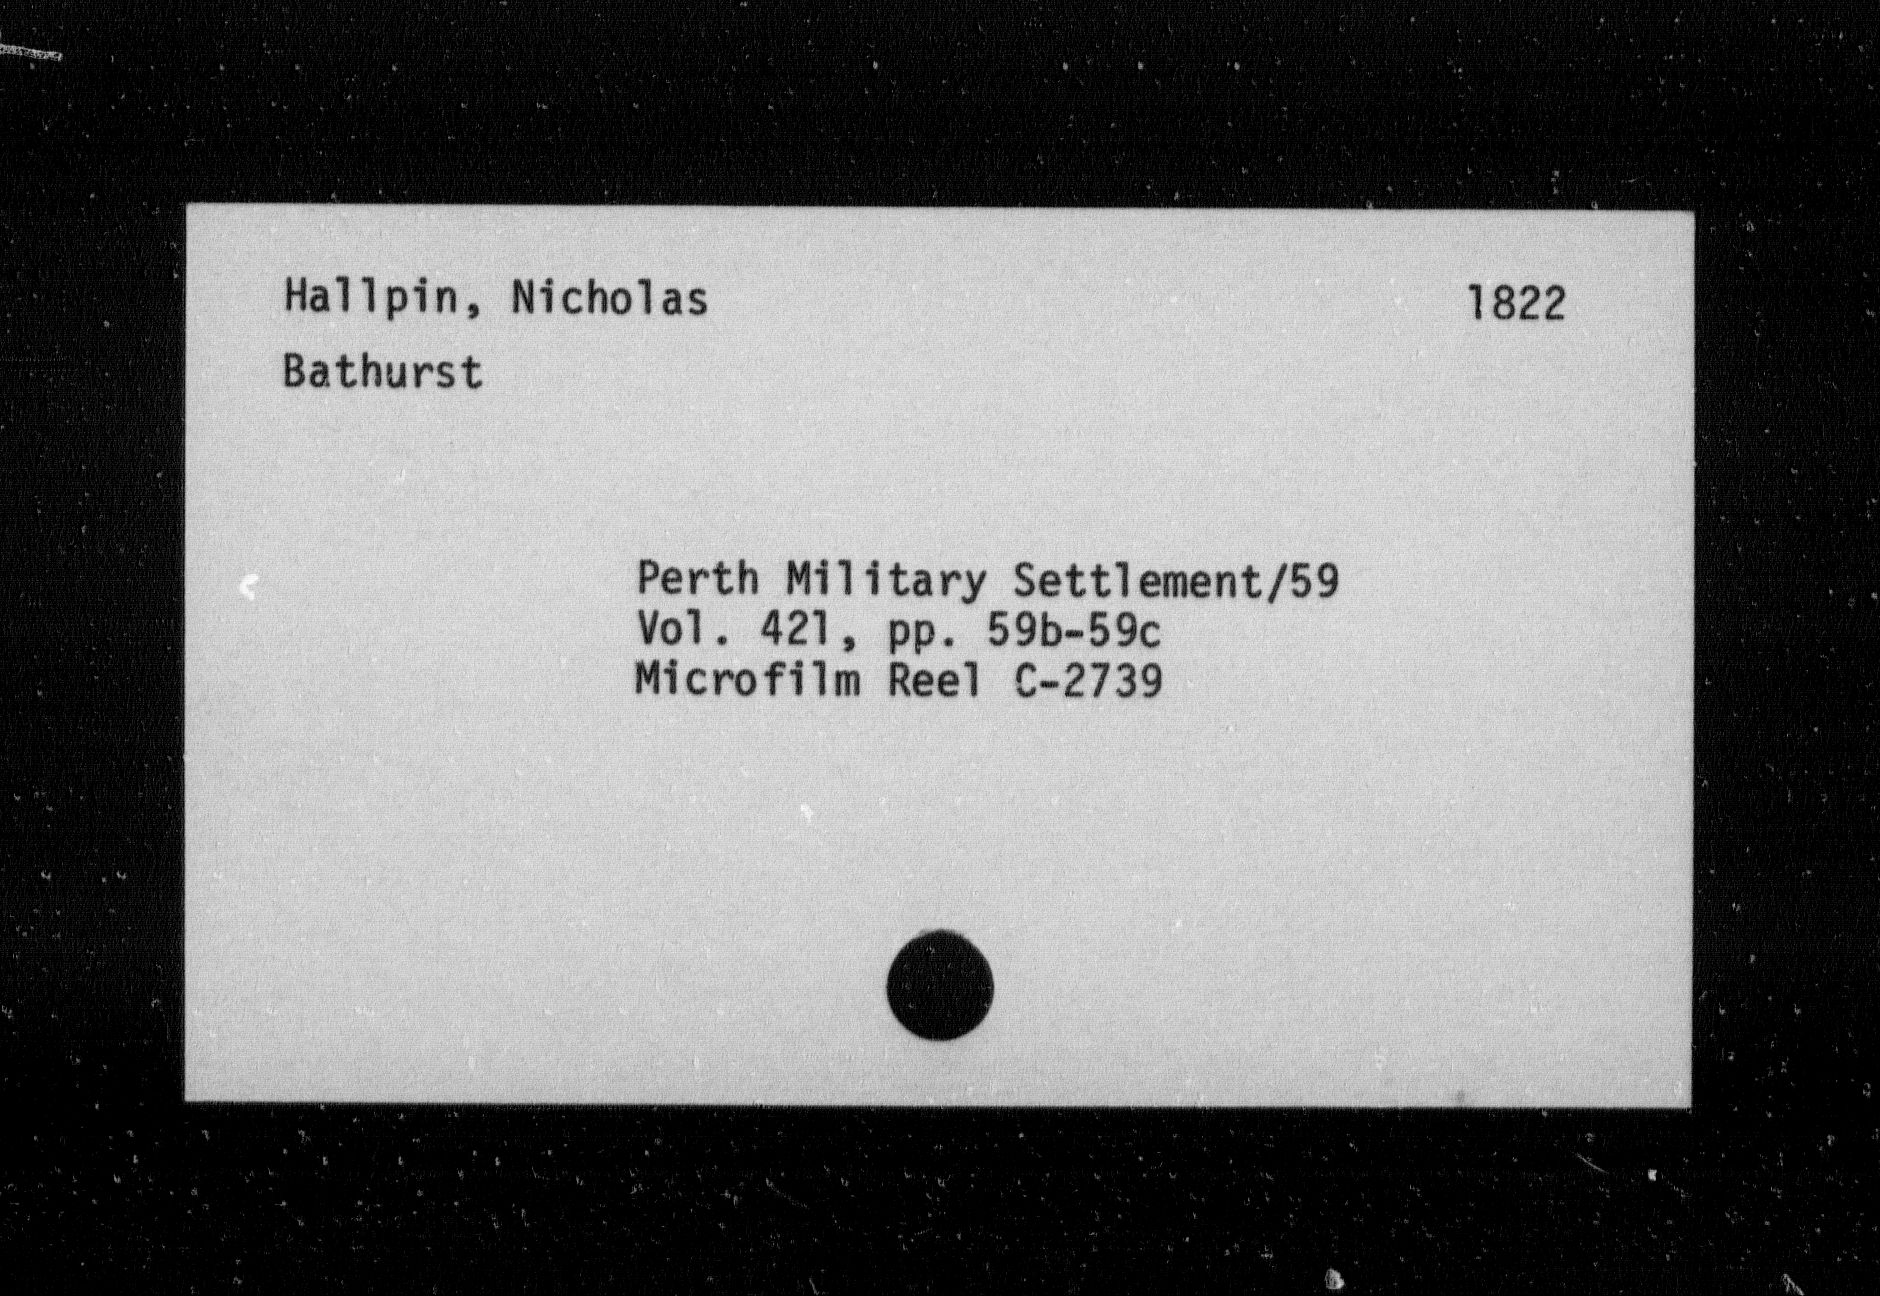 Hallpin, Nicholas 1822
Bathurst
Perth Military Settlement/59
Vol. 421, pp. 59b-59c
Microfilm Reel C-2739